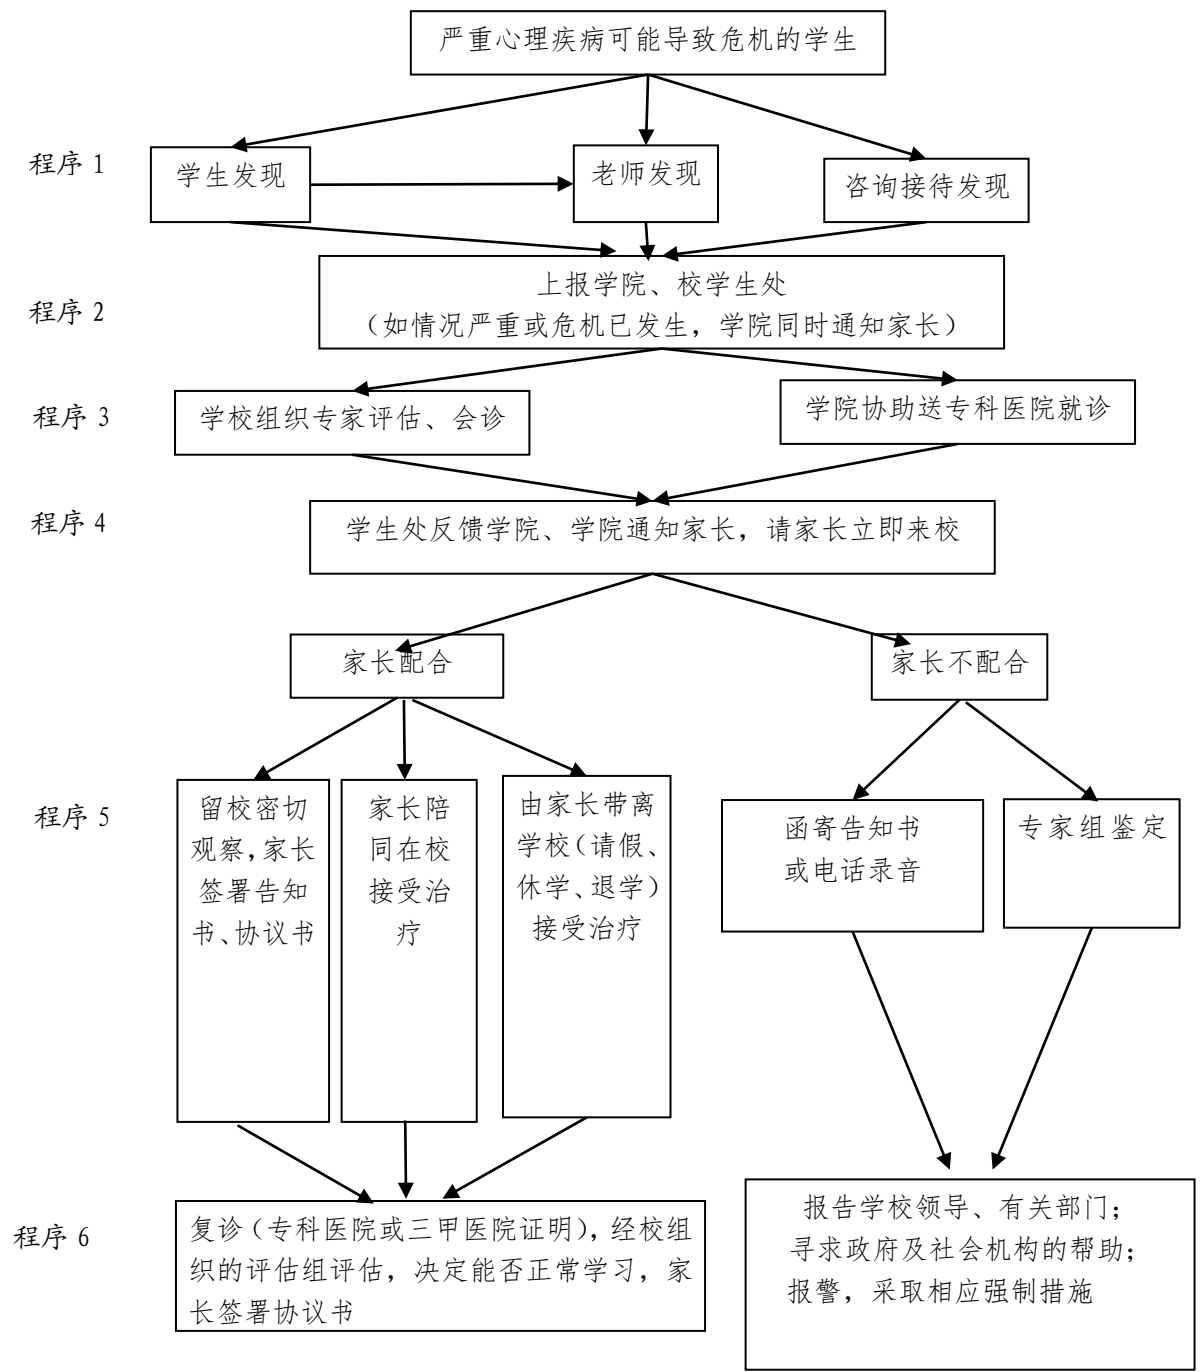 严重心理疾病可能导致危机的学生
程序 1
学生发现
老师发现
咨询接待发现
程序 2
上报学院、校学生处
（如情况严重或危机已发生，学院同时通知家长）
程序 3
学校组织专家评估、会诊
学院协助送专科医院就诊
程序 4
学生处反馈学院、学院通知家长，请家长立即来校
家长配合
家长不配合
程序 5
留校密切
观察，家长
签署告知
书、协议书
家长陪
同在校
接受治
疗
由家长带离
学校（请假、
休学、退学）
接受治疗
函寄告知书
或电话录音
专家组鉴定
程序 6
复诊（专科医院或三甲医院证明），经校组
织的评估组评估，决定能否正常学习，家
长签署协议书
报告学校领导、有关部门；
寻求政府及社会机构的帮助；
报警，采取相应强制措施